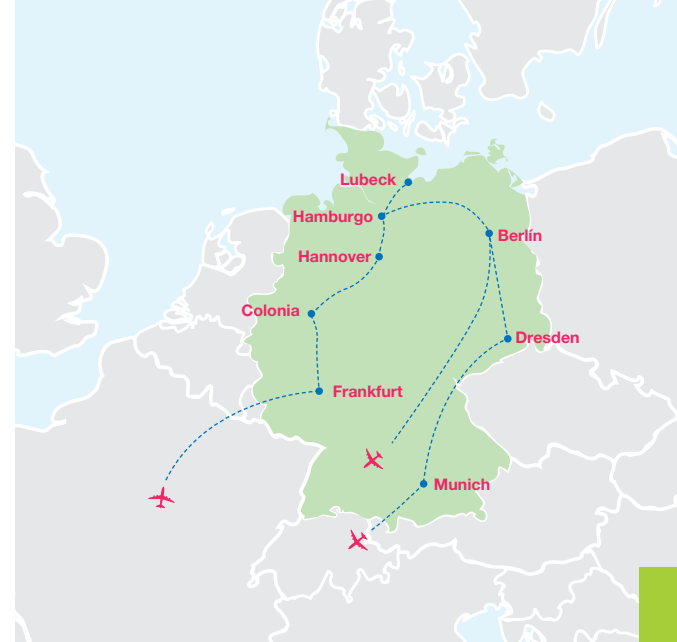 Lubeck
Hamburgo
Berlín
Hannover
Colonia
Dresden
Frankfurt
Munich